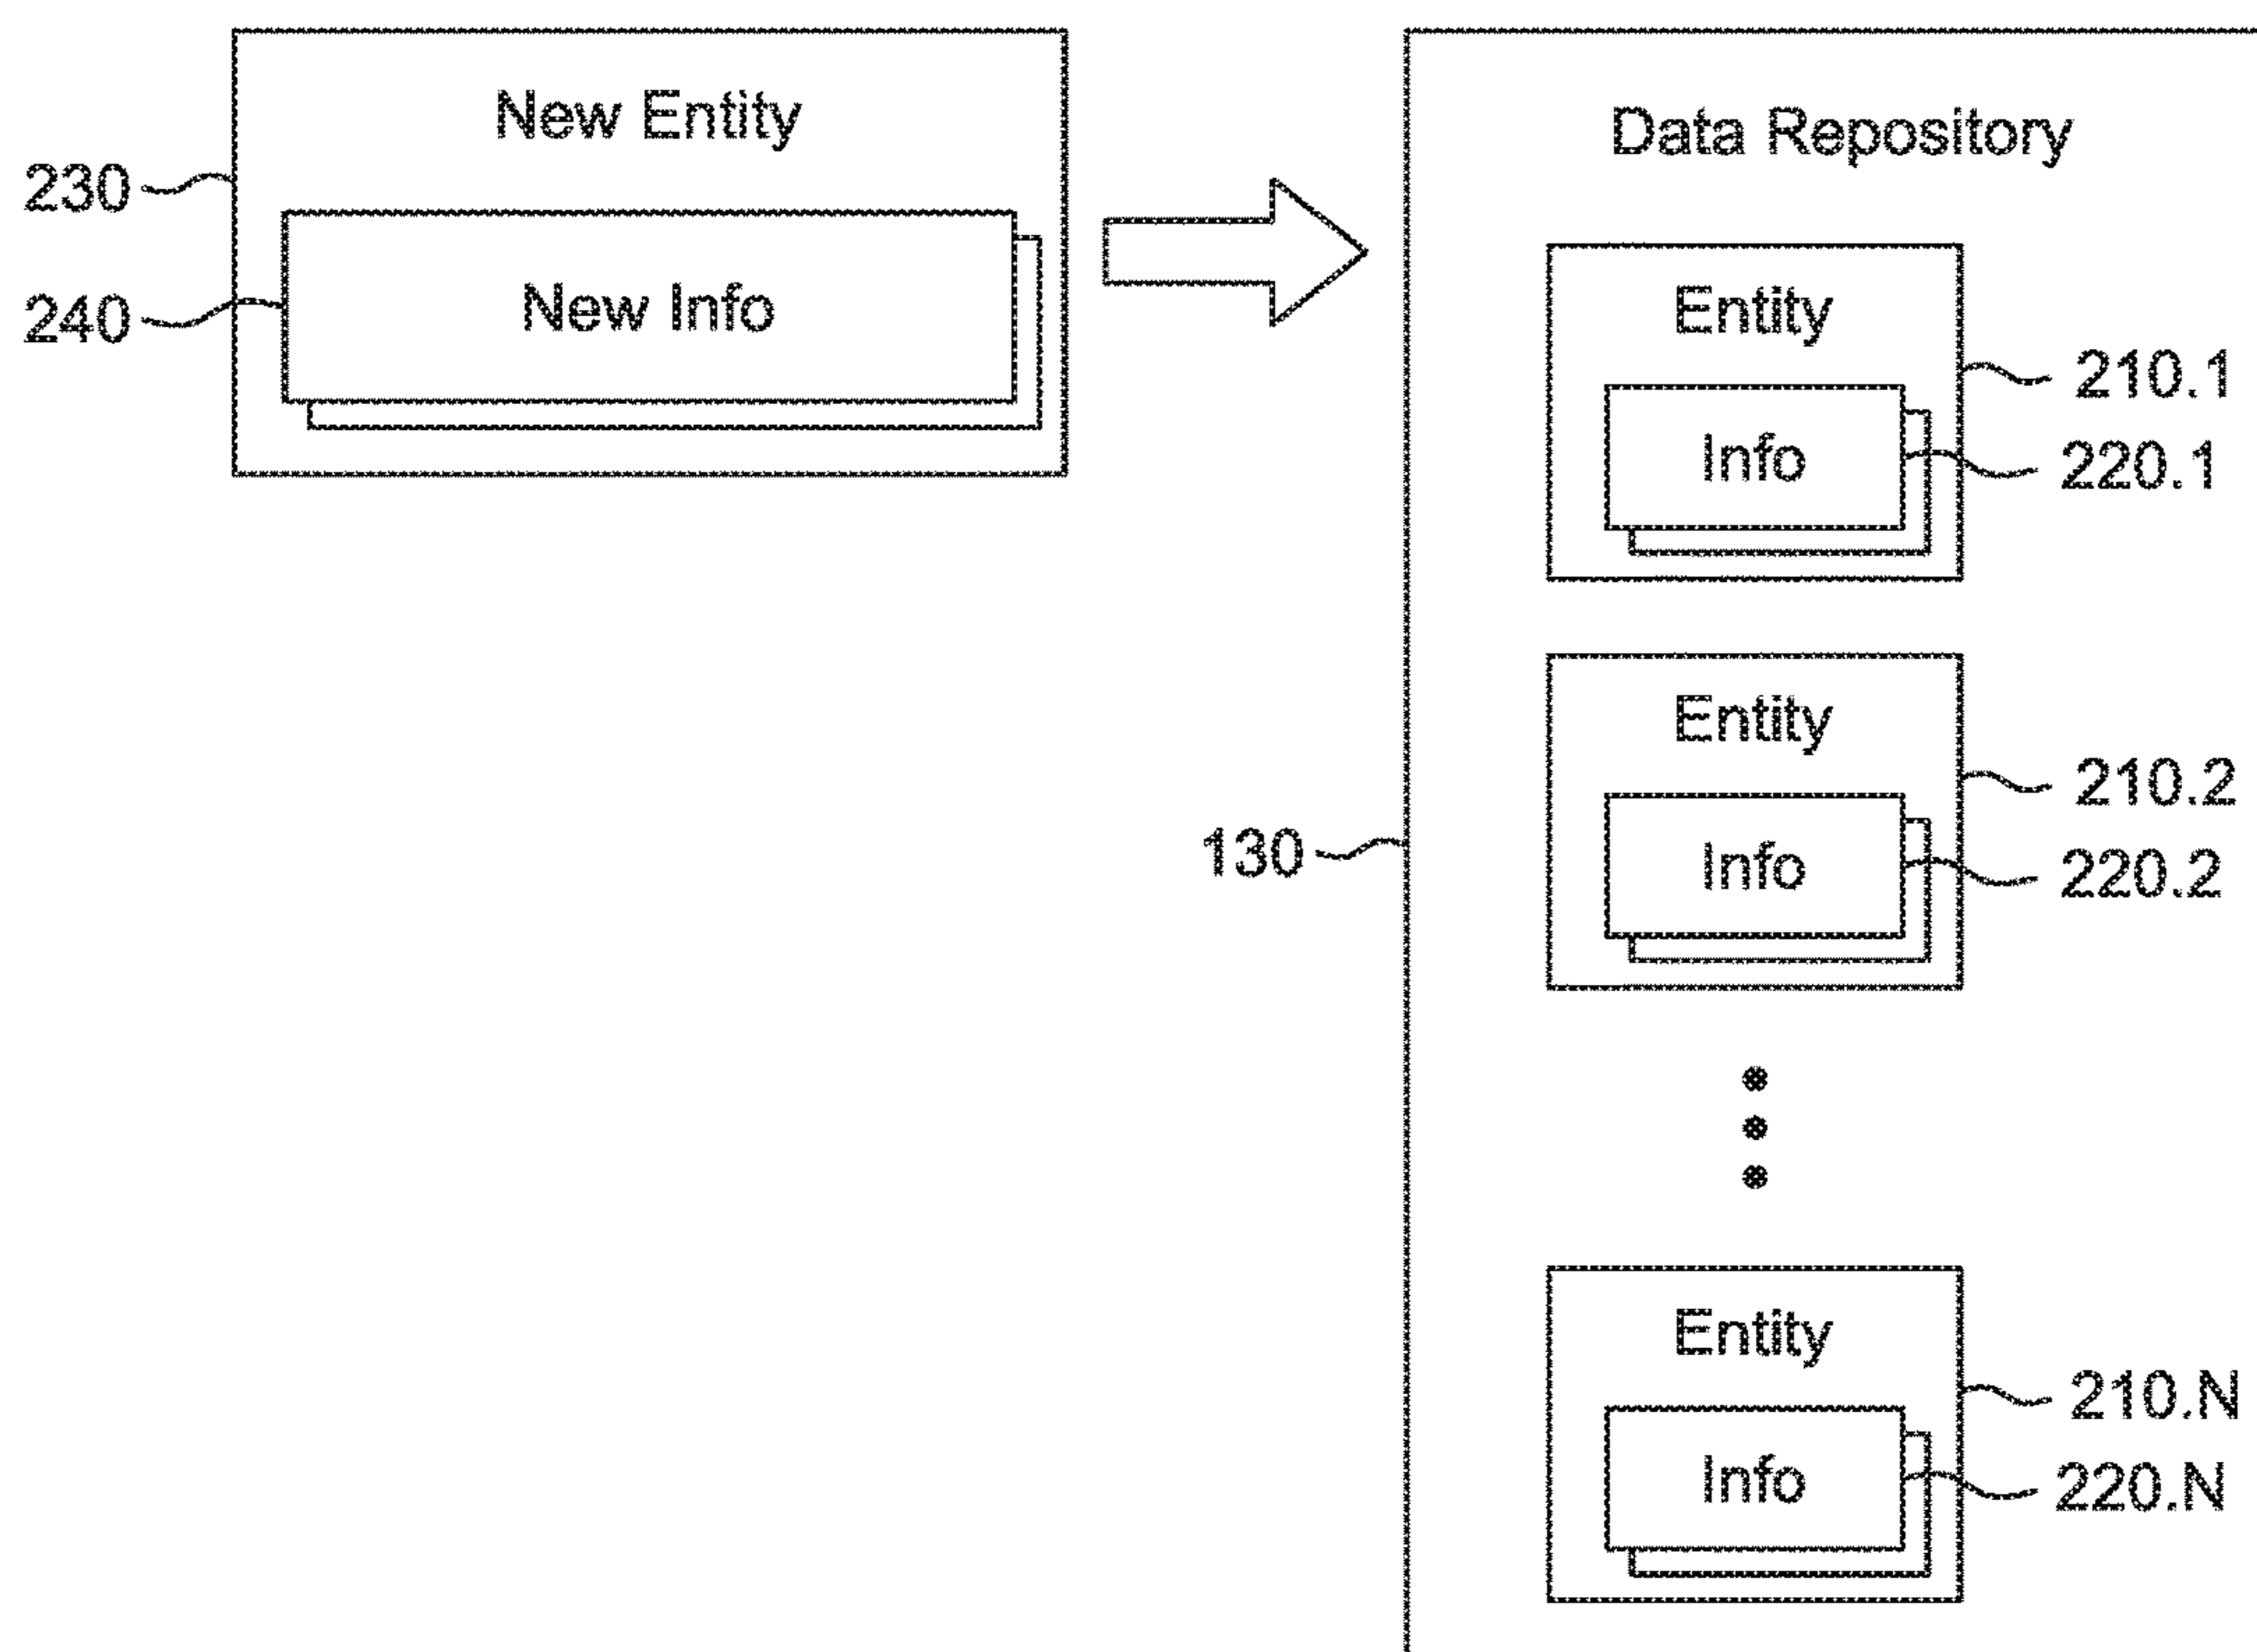 New Entity
230
New Info
240
Data Repository
Entity
210.1
Info
220.1
Entity
210.2
130
Info
220.2
Entity
210.N
Info
220.N